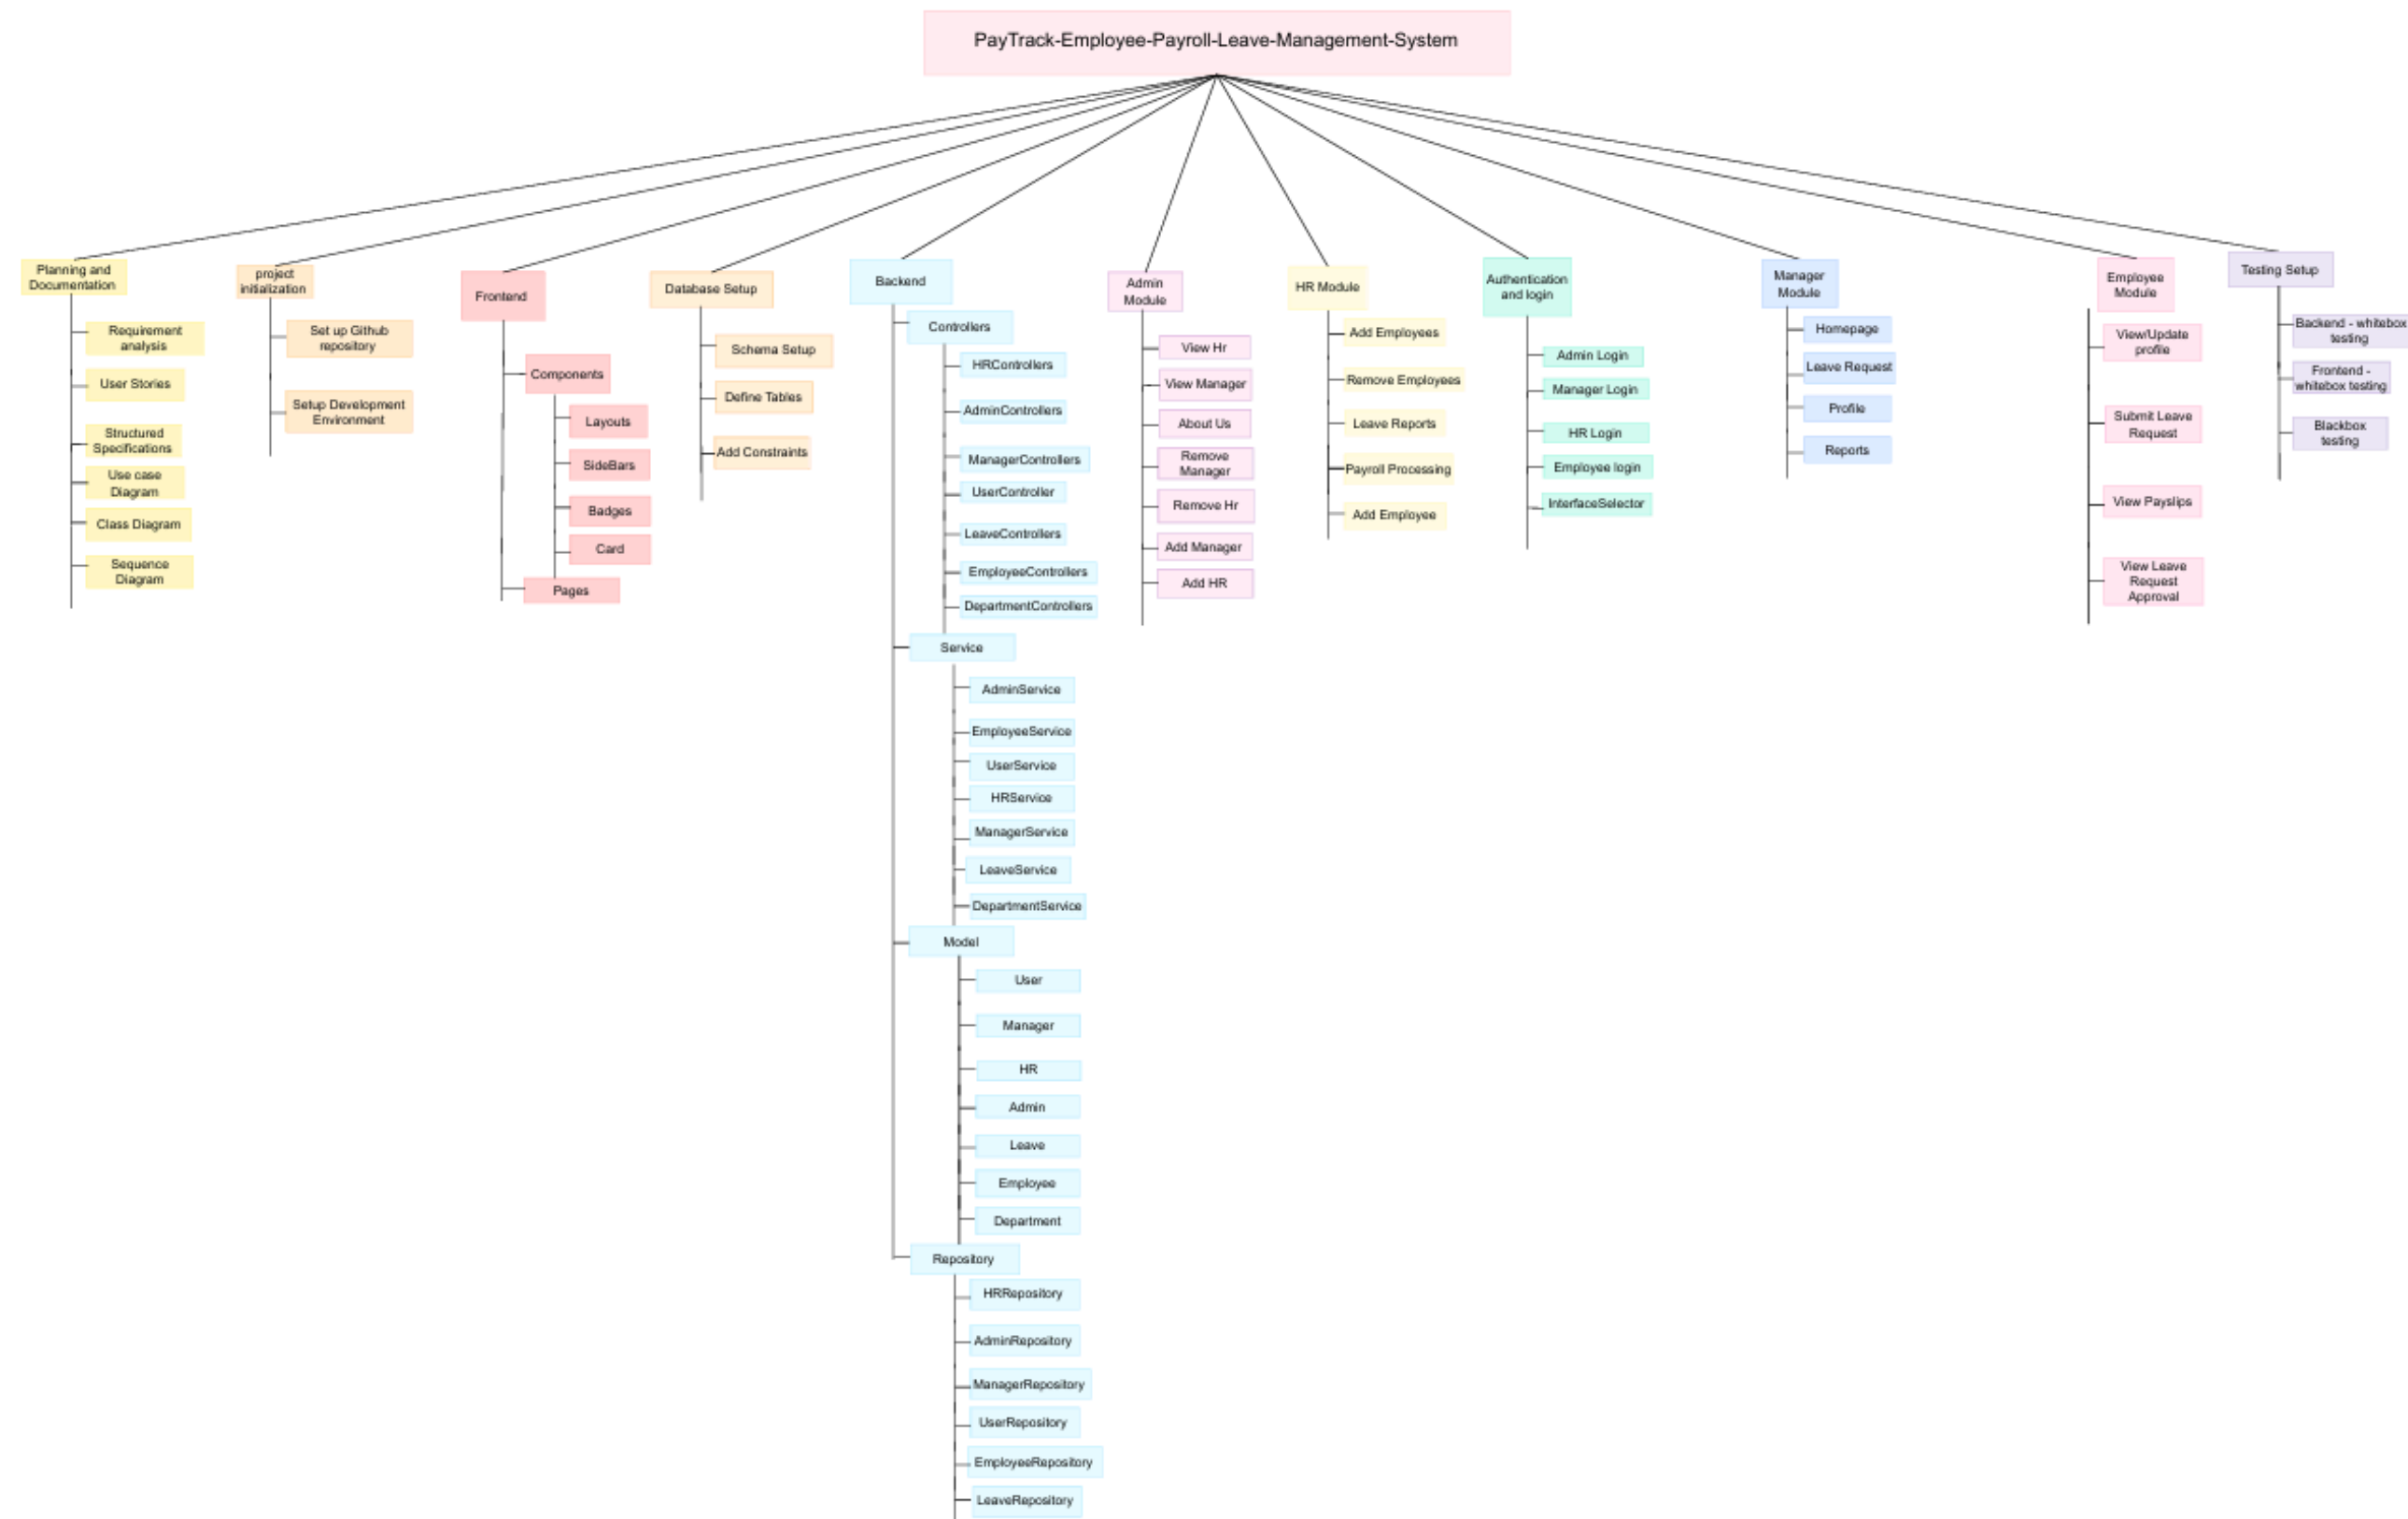 PayTrack-Employee-Payroll-Leave-Management-System
Planning and
Documentation
Requirement
analysis
User Stories
Structured
Specifications
Use case
Diagram
Class Diagram
Sequence
Diagram
project
initialization
Set up Github
repository
Setup Development
Environment
Frontend
Components
Layouts
SideBars
Badges
Card
Pages
Database Setup
Schema Setup
Define Tables
Add Constraints
Backend
Controllers
HRControllers
AdminControllers
ManagerControllers
UserController
LeaveControllers
EmployeeControllers
DepartmentControllers
Service
AdminService
EmployeeService
UserService
HRService
ManagerService
LeaveService
DepartmentService
Model
User
Manager
HR
Admin
Leave
Employee
Department
Repository
HRRepository
AdminRepository
ManagerRepository
UserRepository
EmployeeRepository
LeaveRepository
Admin
Module
View Hr
View Manager
About Us
Remove
Manager
Remove Hr
Add Manager
Add HR
HR Module
Add Employees
Remove Employees
Leave Reports
Payroll Processing
Add Employee
Authentication
and login
Admin Login
Manager Login
HR Login
Employee login
InterfaceSelector
Manager
Module
Homepage
Leave Request
Profile
Reports
Employee
Module
View/Update
profile
Submit Leave
Request
View Payslips
View Leave
Request
Approval
Testing Setup
Backend - whitebox
testing
Frontend -
whitebox testing
Blackbox
testing